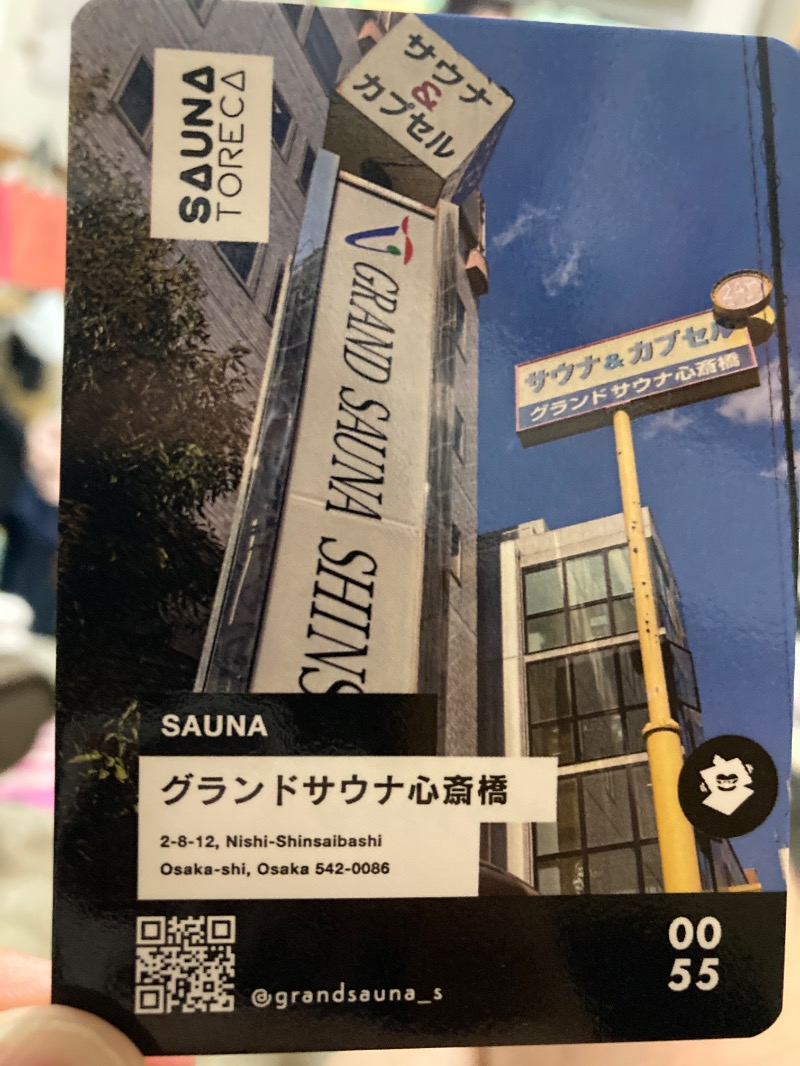 SAUNA
TORECA
サウナ
&
カプセル
GRAND SAUNA SHINS
サウナ&カプセル
グランドサウナ心斎橋
SAUNA
グランドサウナ心斎橋
2-8-12, Nishi-Shinsaibashi
Osaka-shi, Osaka 542-0086
@grandsauna_s
00
55